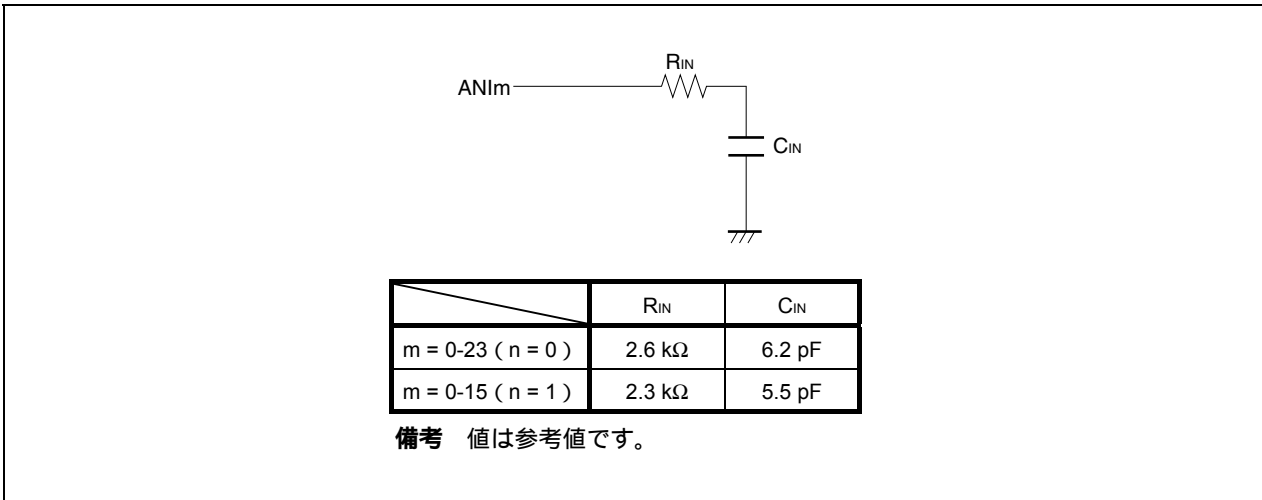 RIN
ANIm
CIN
RIN CIN
m = 0-23 ( n = 0 ) 2.6 kΩ 6.2 pF
m = 0-15 ( n = 1 ) 2.3 kΩ 5.5 pF
備考 値は参考値です。